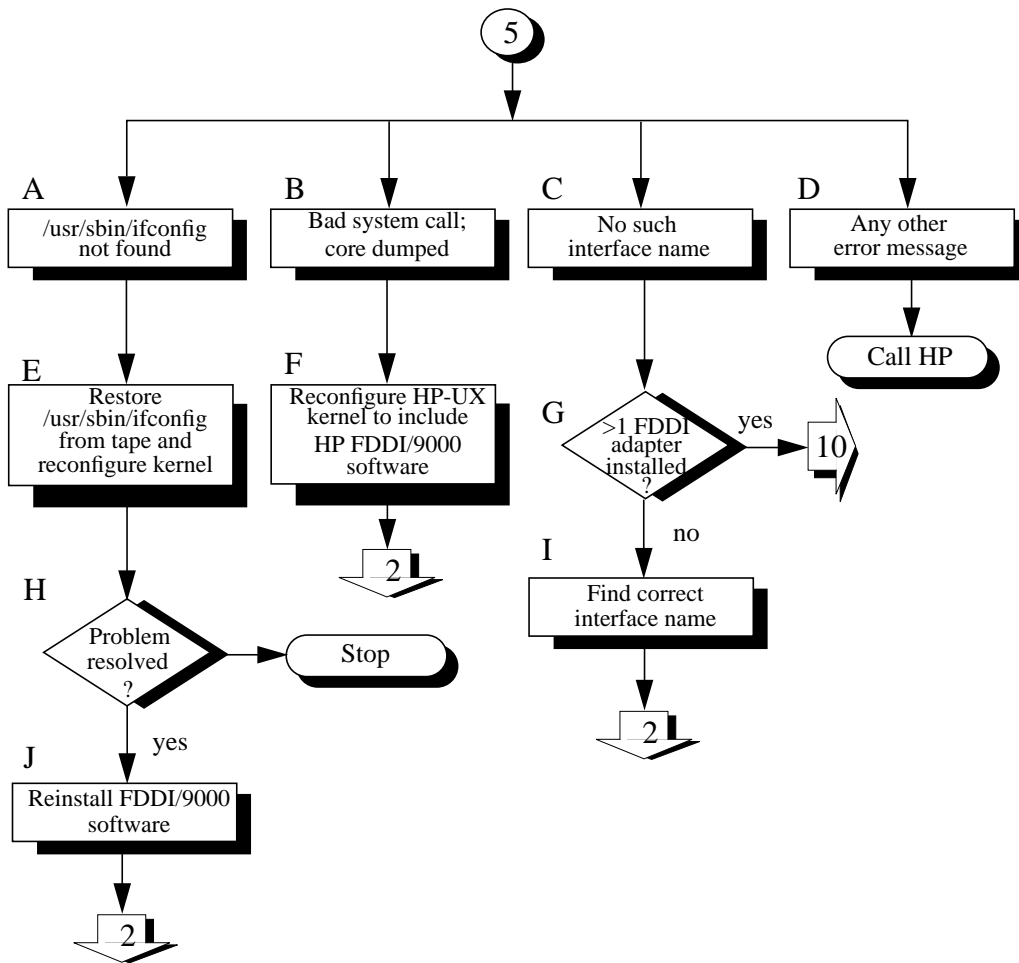 5
A
/usr/sbin/ifconfig
not found
B
Bad system call;
core dumped
C
No such
interface name
D
Any other
error message
Call HP
E
Restore
/usr/sbin/ifconfig
from tape and
reconfigure kernel
F
Reconfigure HP-UX
kernel to include
HP FDDI/9000
software
2
G
>1 FDDI
adapter
installed
?
yes
10
no
H
Problem
resolved
?
Stop
yes
I
Find correct
interface name
2
J
Reinstall FDDI/9000
software
2